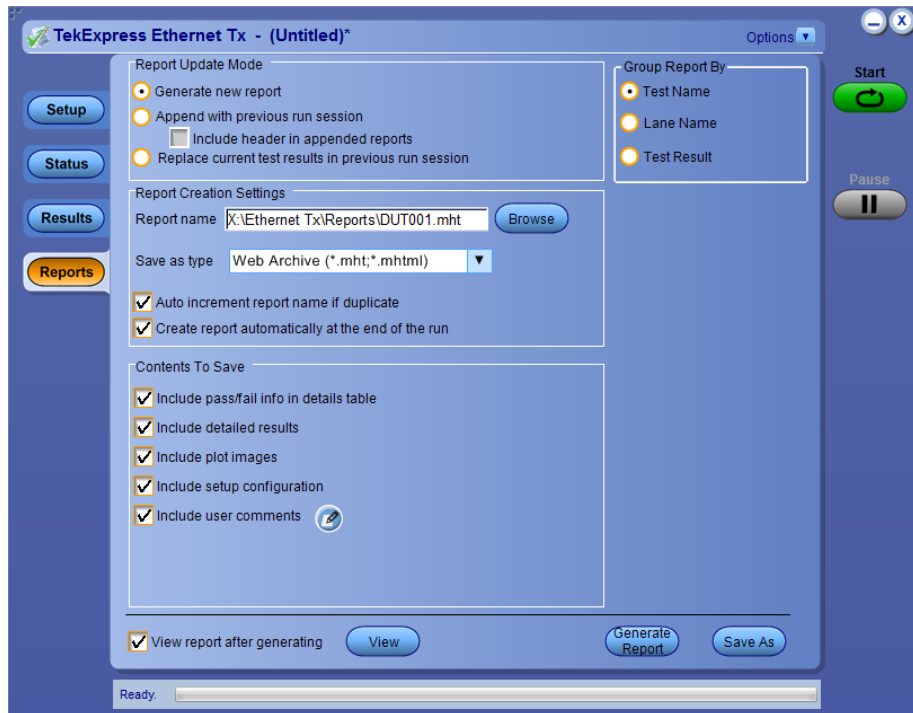 TekExpress Ethernet Tx - (Untitled)*
Options
X
Start
Pause
Setup
Status
Results
Reports
Report Update Mode
Generate new report
Append with previous run session
Include header in appended reports
Replace current test results in previous run session
Group Report By
Test Name
Lane Name
Test Result
Report Creation Settings
Report name X:\Ethernet Tx\Reports\DUT001.mht Browse
Save as type Web Archive (*.mht;*.mhtml)
Auto increment report name if duplicate
Create report automatically at the end of the run
Contents To Save
Include pass/fail info in details table
Include detailed results
Include plot images
Include setup configuration
Include user comments
View report after generating View
Generate
Report
Save As
Ready.